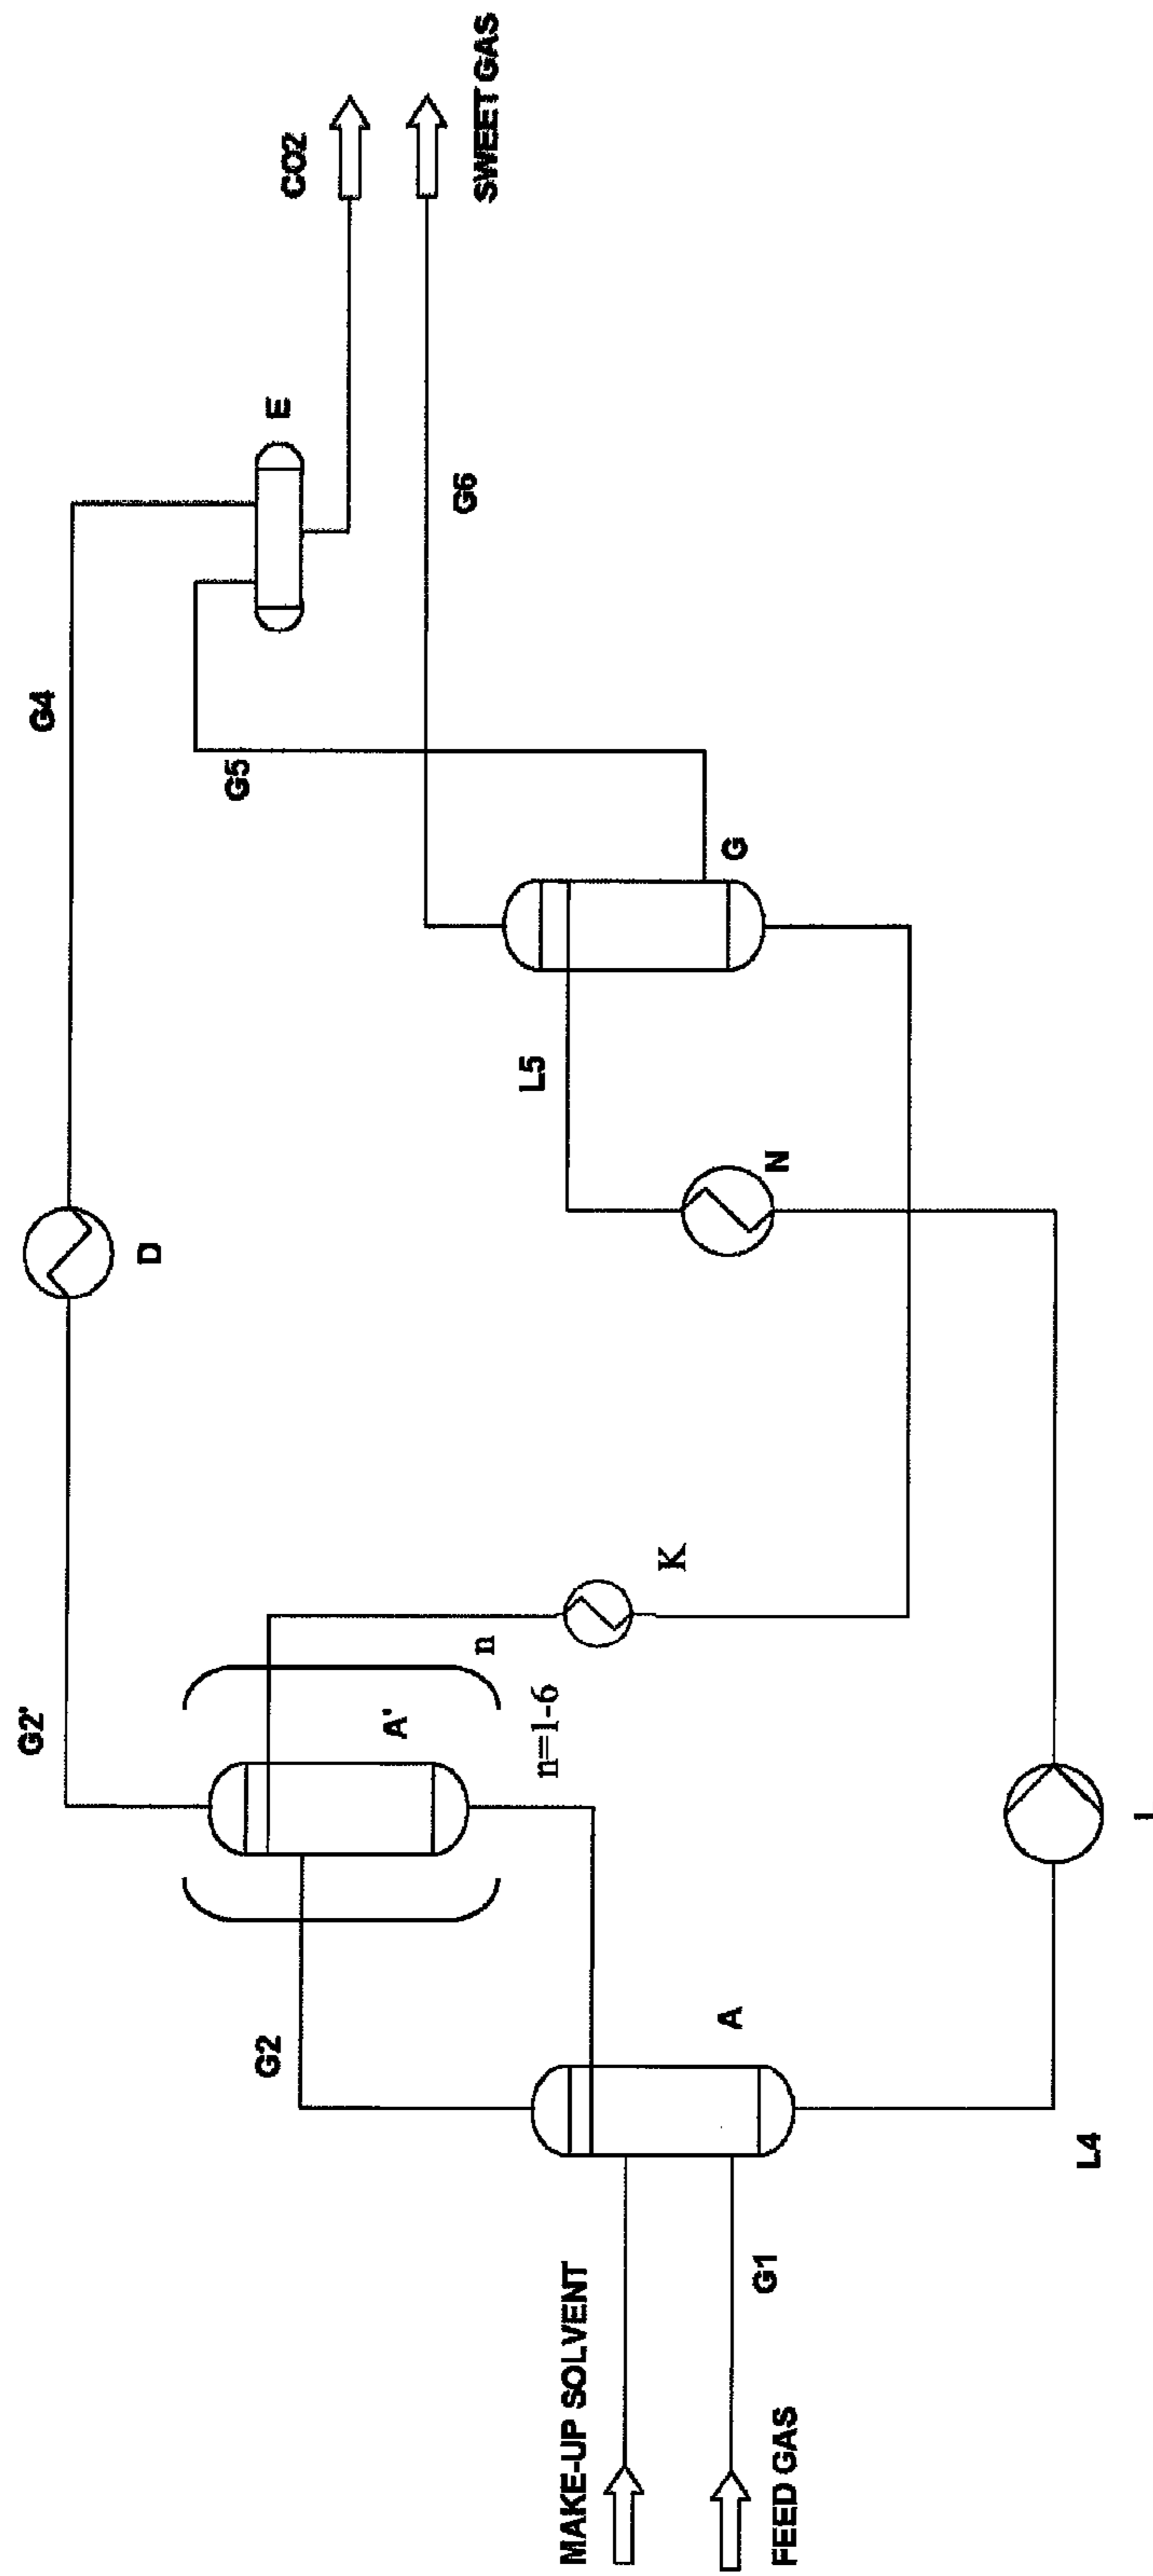 G2'
G4
D
G5
G2
E
CO2
A'
G6
n
SWEET GAS
L5
n=1-6
MAKE-UP SOLVENT
K
A
G
G1
N
FEED GAS
L4